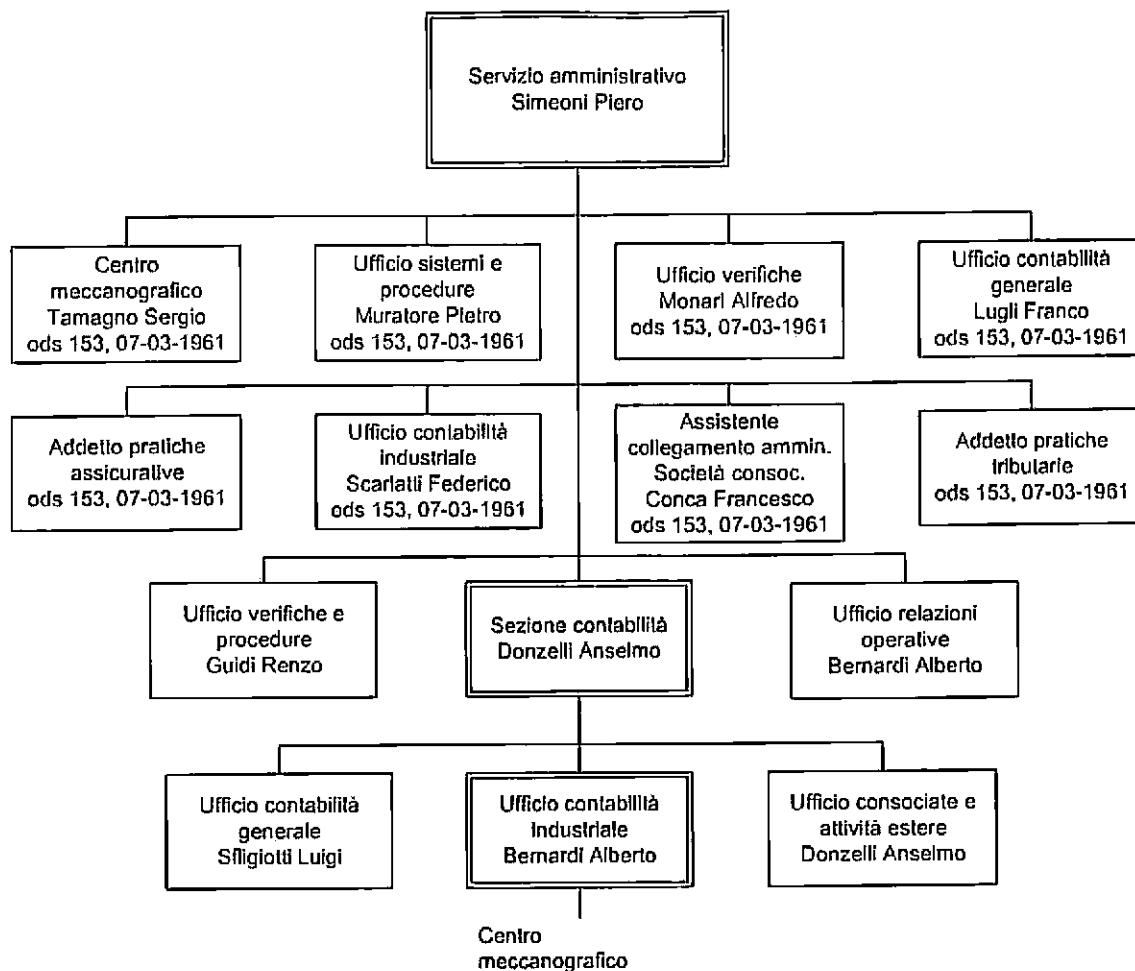 Servizio amministrativo
Simeoni Piero
Centro
meccanografico
Tamagno Sergio
ods 153, 07-03-1961
Ufficio sistemi e
procedure
Muratore Pietro
ods 153, 07-03-1961
Ufficio verifiche
Monari Alfredo
ods 153, 07-03-1961
Ufficio contabilità
generale
Lugli Franco
ods 153, 07-03-1961
Addetto pratiche
assicurative
ods 153, 07-03-1961
Ufficio contabilità
industriale
Scarlatti Federico
ods 153, 07-03-1961
Assistente
collegamento ammin.
Società consoc.
Conca Francesco
ods 153, 07-03-1961
Addetto pratiche
tributarie
ods 153, 07-03-1961
Ufficio verifiche e
procedure
Guidi Renzo
Sezione contabilità
Donzelli Anselmo
Ufficio relazioni
operative
Bernardi Alberto
Ufficio contabilità
generale
Sfligiotti Luigi
Ufficio contabilità
industriale
Bernardi Alberto
Ufficio consociate e
attività estere
Donzelli Anselmo
Centro
meccanografico